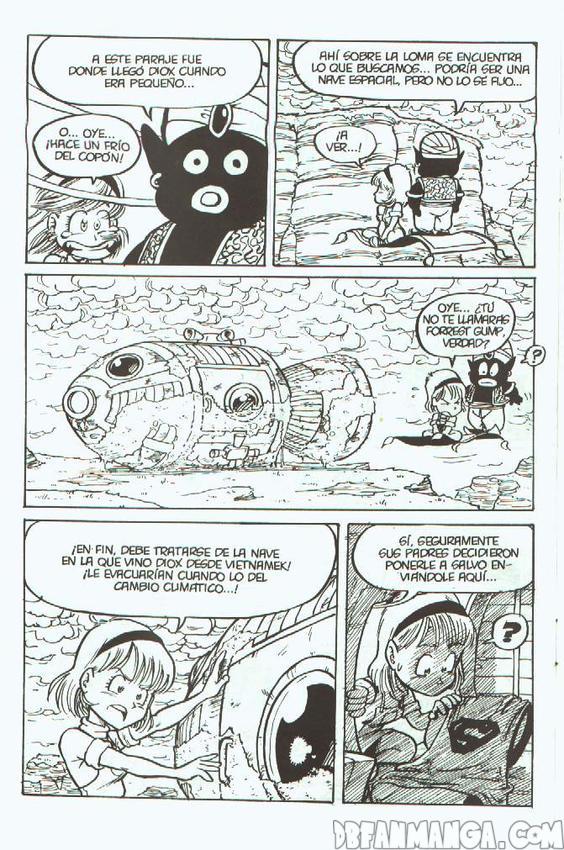 A ESTE PARAJE FUE
DONDE LLEGÓ DIOX CUANDO
ERA PEQUEÑO...
O... OYE...
¡HACE UN FRÍO
DEL COPÓN!
AHÍ SOBRE LA LOMA SE ENCUENTRA
LO QUE BUSCAMOS... PODRÍA SER UNA
NAVE ESPACIAL, PERO NO LO SÉ FIJO...
¡A
VER...!
OYE... ¿TÚ
NO TE LLAMARÁS
FORREST GUMP,
VERDAD?
?
¡EN FIN, DEBE TRATARSE DE LA NAVE
EN LA QUE VINO DIOX DESDE VIETNAMEK!
¡LE EVACUARÍAN CUANDO LO DEL
CAMBIO CLIMÁTICO...!
SÍ, SEGURAMENTE
SUS PADRES DECIDIERON
PONERLE A SALVO EN-
VIÁNDOLE AQUÍ...
?
DBFANMANGA.COM